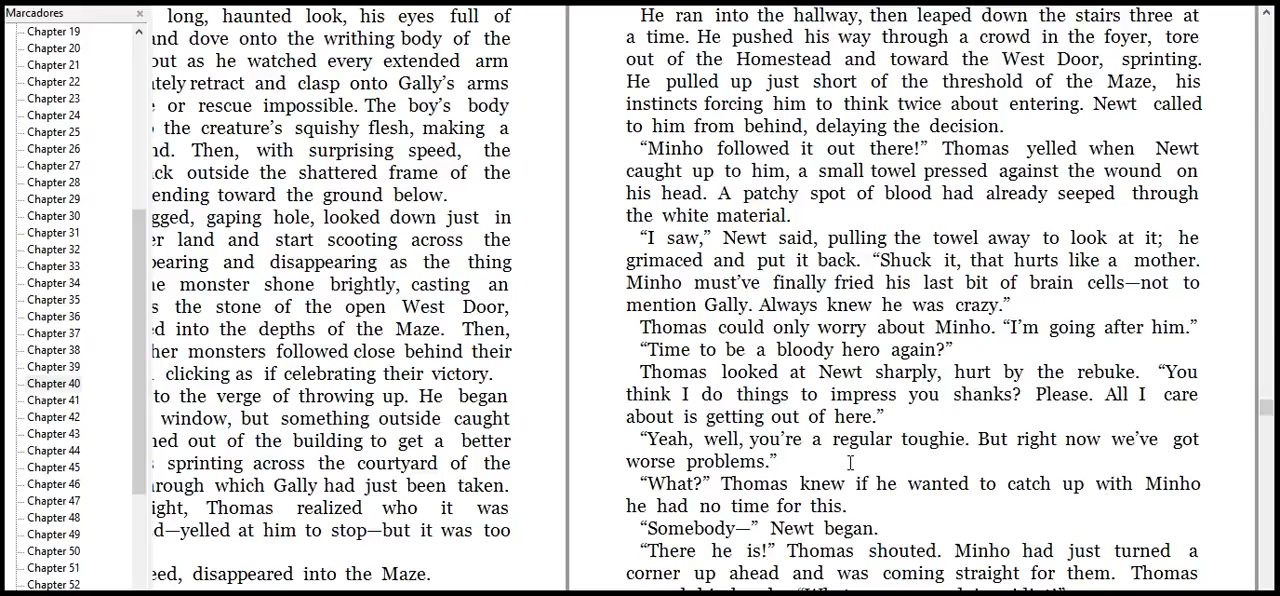 Marcadores
Chapter 19
Chapter 20
Chapter 21
Chapter 22
Chapter 23
Chapter 24
Chapter 25
Chapter 26
Chapter 27
Chapter 28
Chapter 29
Chapter 30
Chapter 31
Chapter 32
Chapter 33
Chapter 34
Chapter 35
Chapter 36
Chapter 37
Chapter 38
Chapter 39
Chapter 40
Chapter 41
Chapter 42
Chapter 43
Chapter 44
Chapter 45
Chapter 46
Chapter 47
Chapter 48
Chapter 49
Chapter 50
Chapter 51
Chapter 52
long, haunted look, his eyes full of
and dove onto the writhing body of the
out as he watched every extended arm
retract and clasp onto Gally’s arms
or rescue impossible. The boy’s body
the creature’s squishy flesh, making a
Then, with surprising speed, the
outside the shattered frame of the
toward the ground below.
gaping hole, looked down just in
land and start scooting across the
and disappearing as the thing
monster shone brightly, casting an
the stone of the open West Door,
into the depths of the Maze. Then,
monsters followed close behind their
clicking as if celebrating their victory.
to the verge of throwing up. He began
window, but something outside caught
out of the building to get a better
sprinting across the courtyard of the
which Gally had just been taken.
Thomas realized who it was
yelled at him to stop—but it was too
disappeared into the Maze.
He ran into the hallway, then leaped down the stairs three at
a time. He pushed his way through a crowd in the foyer, tore
out of the Homestead and toward the West Door, sprinting.
He pulled up just short of the threshold of the Maze, his
instincts forcing him to think twice about entering. Newt called
to him from behind, delaying the decision.
“Minho followed it out there!” Thomas yelled when Newt
caught up to him, a small towel pressed against the wound on
his head. A patchy spot of blood had already seeped through
the white material.
“I saw,” Newt said, pulling the towel away to look at it; he
grimaced and put it back. “Shuck it, that hurts like a mother.
Minho must’ve finally fried his last bit of brain cells—not to
mention Gally. Always knew he was crazy.”
Thomas could only worry about Minho. “I’m going after him.”
“Time to be a bloody hero again?”
Thomas looked at Newt sharply, hurt by the rebuke. “You
think I do things to impress you shanks? Please. All I care
about is getting out of here.”
“Yeah, well, you’re a regular toughie. But right now we’ve got
worse problems.”
“What?” Thomas knew if he wanted to catch up with Minho
he had no time for this.
“Somebody—” Newt began.
“There he is!” Thomas shouted. Minho had just turned a
corner up ahead and was coming straight for them. Thomas